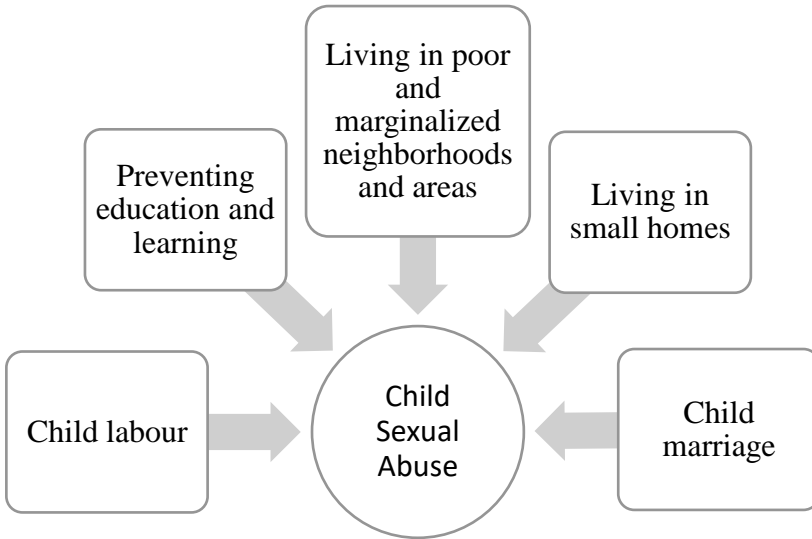 Living in poor
and
marginalized
neighborhoods
and areas
Preventing
education and
learning
Living in
small homes
Child labour
Child
Sexual
Abuse
Child
marriage